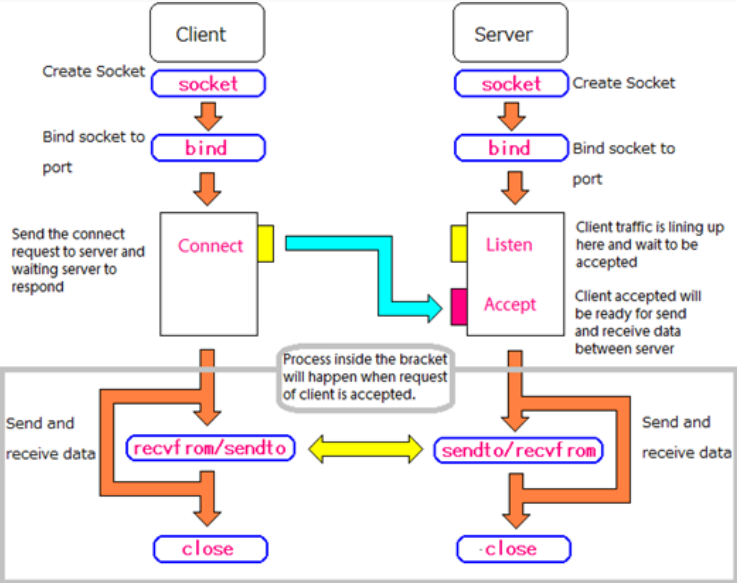 Client
Server
Create Socket
socket
socket
Create Socket
Bind socket to
port
bind
bind
Bind socket to
port
Send the connect
request to server and
waiting server to
respond
Connect
Listen
Accept
Client traffic is lining up
here and wait to be
accepted
Client accepted will
be ready for send
and receive data
between server
Process inside the bracket
will happen when request
of client is accepted.
Send and
receive data
recvfrom/sendto
sendto/recvfrom
Send and
receive data
close
close